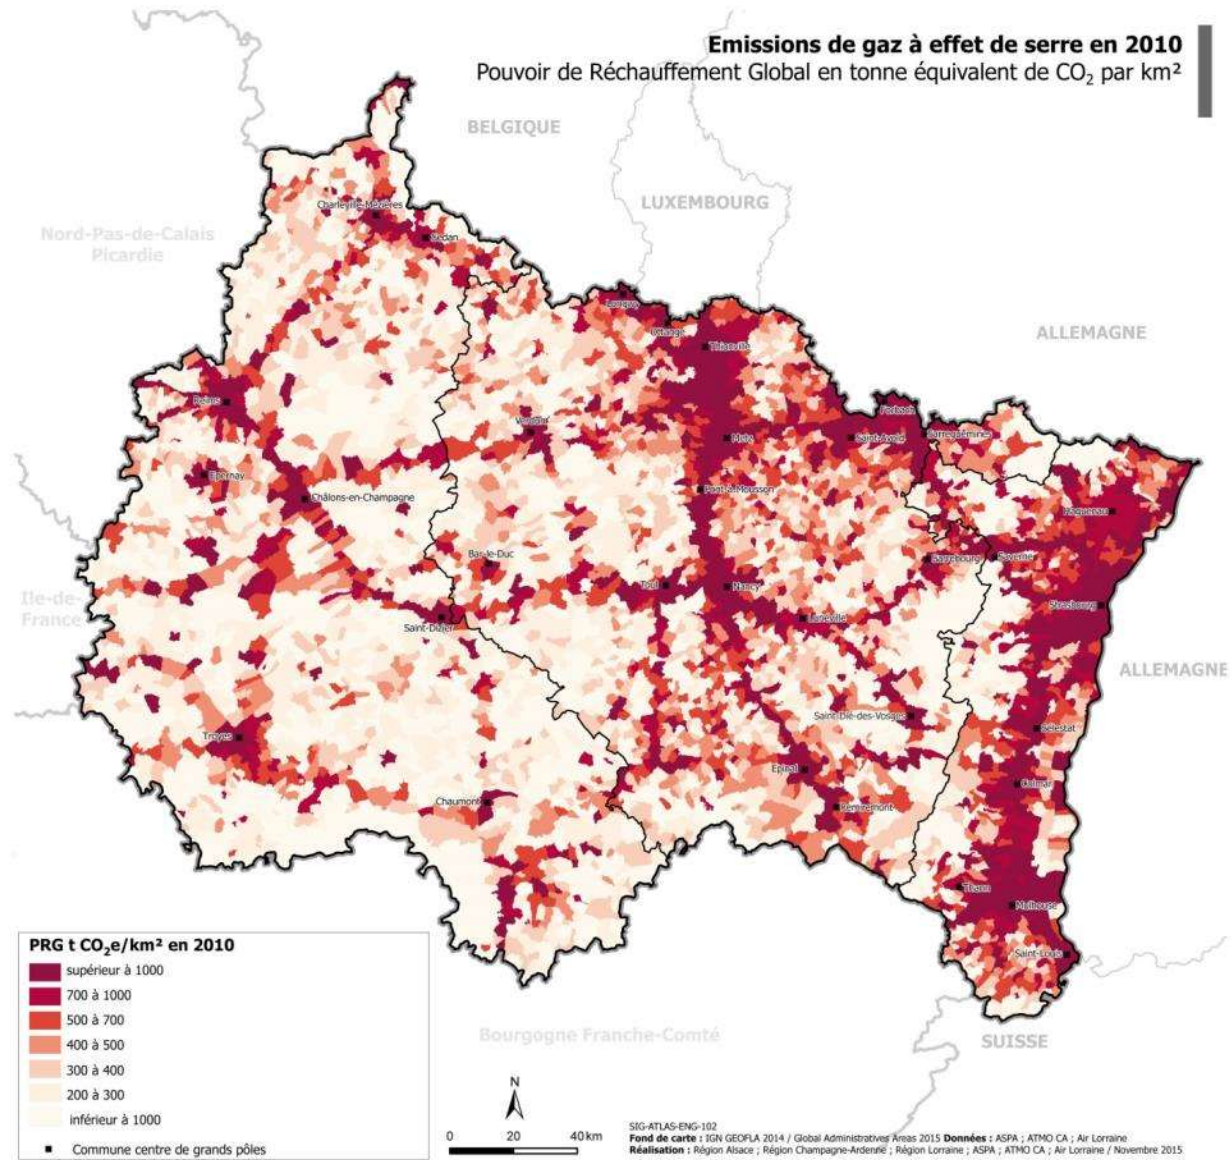 Emissions de gaz à effet de serre en 2010
Pouvoir de Réchauffement Global en tonne équivalent de CO₂ par km²
BELGIQUE
LUXEMBOURG
Charleville-Mézières
Nord-Pas-de-Calais
Picardie
Sedan
Longwy
Ottange
ALLEMAGNE
Thionville
Reims
Forbach
Verdun
Metz
Saint-Avold
Sarreguemines
Epernay
Pont-à-Mousson
Châlons-en-Champagne
Haguenau
Bar-le-Duc
Sarrebourg
Saverne
Toul
Nancy
Ile-de-
France
Strasbourg
Saint-Dizier
Lunéville
ALLEMAGNE
Saint-Dié-des-Vosges
Sélestat
Troyes
Epinal
Colmar
Chaumont
Remiremont
Thann
Mulhouse
Saint-Louis
PRG t CO₂e/km² en 2010
supérieur à 1000
700 à 1000
500 à 700
400 à 500
300 à 400
200 à 300
inférieur à 1000
Commune centre de grands pôles
Bourgogne Franche-Comté
SUISSE
N
0 20 40 km
SIG-ATLAS-ENG-102
Fond de carte : IGN GEOFLA 2014 / Global Administratives Areas 2015 Données : ASPA ; ATMO CA ; Air Lorraine
Réalisation : Région Alsace ; Région Champagne-Ardenne ; Région Lorraine ; ASPA ; ATMO CA ; Air Lorraine / Novembre 2015